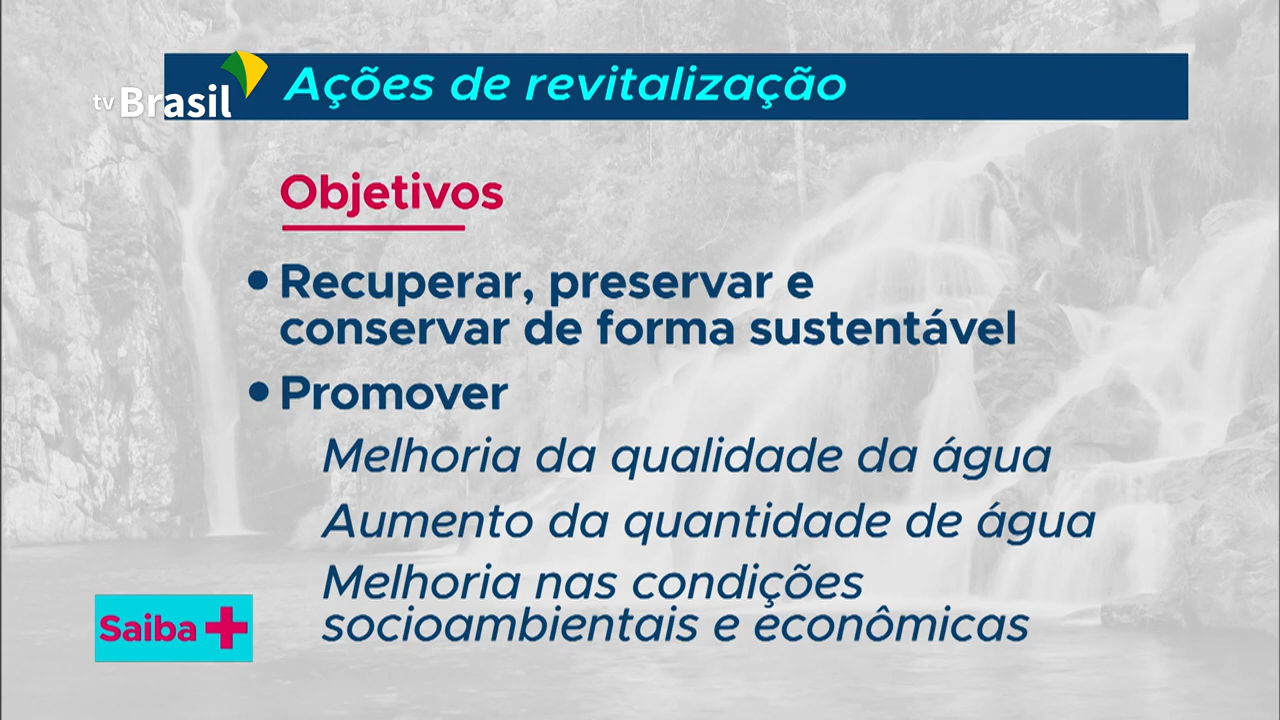 tv Brasil
Ações de revitalização
Objetivos
• Recuperar, preservar e
conservar de forma sustentável
• Promover
Melhoria da qualidade da água
Aumento da quantidade de água
Melhoria nas condições
socioambientais e econômicas
Saiba +